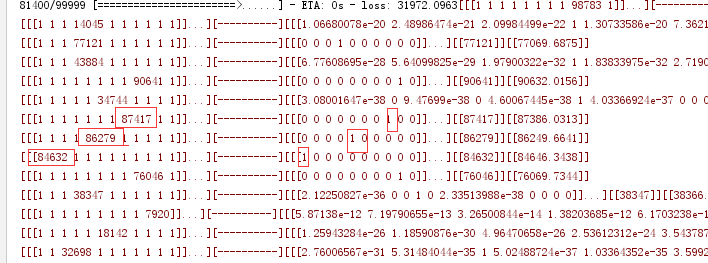 81400/99999 [======================>......] - ETA: 0s - loss: 31972.0963[[[1 1 1 1 1 1 1 1 98783 1]]...][----------
[[[1 1 1 14045 1 1 1 1 1 1]]...][----------][[[1.06680078e-20 2.48986474e-21 2.09984499e-22 1 1.30733586e-20 7.3621
[[[1 1 1 77121 1 1 1 1 1 1]]...][----------][[[0 0 0 1 0 0 0 0 0 0]]...][[77121]][[77069.6875]]
[[[1 1 1 43884 1 1 1 1 1 1]]...][----------][[[6.77608695e-28 5.64099825e-29 1.97900322e-32 1 1.83833975e-32 2.7190
[[[1 1 1 1 1 1 1 90641 1 1]]...][----------][[[0 0 0 0 0 0 0 1 0 0]]...][[90641]][[90632.0156]]
[[[1 1 1 1 34744 1 1 1 1 1]]...][----------][[[3.08001647e-38 0 9.47699e-38 0 4.60067445e-38 1 4.03366924e-37 0 0 0
[[[1 1 1 1 1 1 1 87417 1 1]]...][----------][[[0 0 0 0 0 0 0 1 0 0]]...][[87417]][[87386.0313]]
[[[1 1 1 1 86279 1 1 1 1 1]]...][----------][[[0 0 0 0 1 0 0 0 0 0]]...][[86279]][[86249.6641]]
[[[84632 1 1 1 1 1 1 1 1 1]]...][----------][[[1 0 0 0 0 0 0 0 0 0]]...][[84632]][[84646.3438]]
[[[1 1 1 1 1 1 1 76046 1 1]]...][----------][[[0 0 0 0 0 0 0 1 0 0]]...][[76046]][[76069.7344]]
[[[1 1 1 38347 1 1 1 1 1 1]]...][----------][[[2.12250827e-36 0 0 1 0 2.33513988e-38 0 0 0 0]]...][[38347]][[38366.
[[[1 1 1 1 1 1 1 1 7920]]...][----------][[[5.87138e-12 7.19790655e-13 3.26500844e-14 1.38203685e-12 6.1703238e-1
[[[1 1 1 1 1 18142 1 1 1 1]]...][----------][[[1.25943284e-26 1.18590876e-30 4.96470658e-26 2.53612310e-24 3.543787
[[[1 1 32698 1 1 1 1 1 1 1]]...][----------][[[2.76006567e-31 5.31484044e-35 1 5.02488724e-37 1.03364352e-35 3.5992